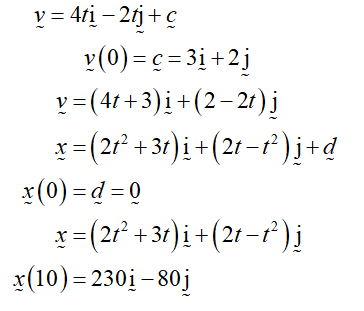 v = 4ti − 2tj + c
v(0) = c = 3i + 2j
v = (4t + 3)i + (2 − 2t)j
x = (2t² + 3t)i + (2t − t²)j + d
x(0) = d = 0
x = (2t² + 3t)i + (2t − t²)j
x(10) = 230i − 80j